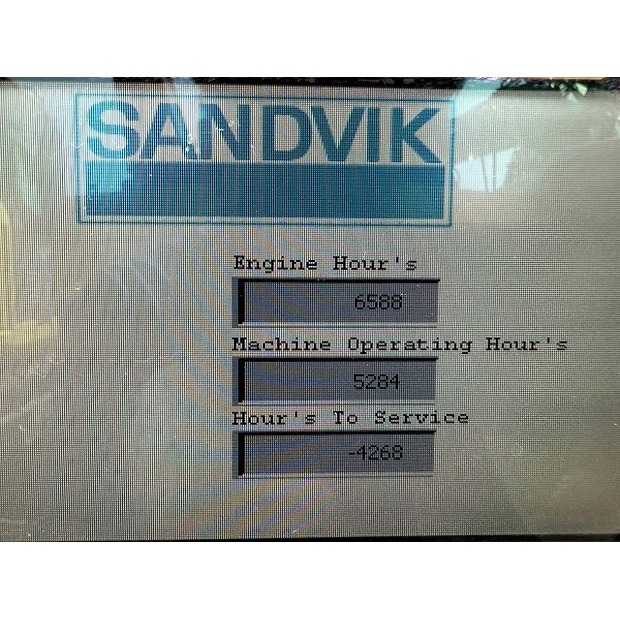 SANDVIK
Engine Hour's
6588
Machine Operating Hour's
5284
Hour's To Service
-4268